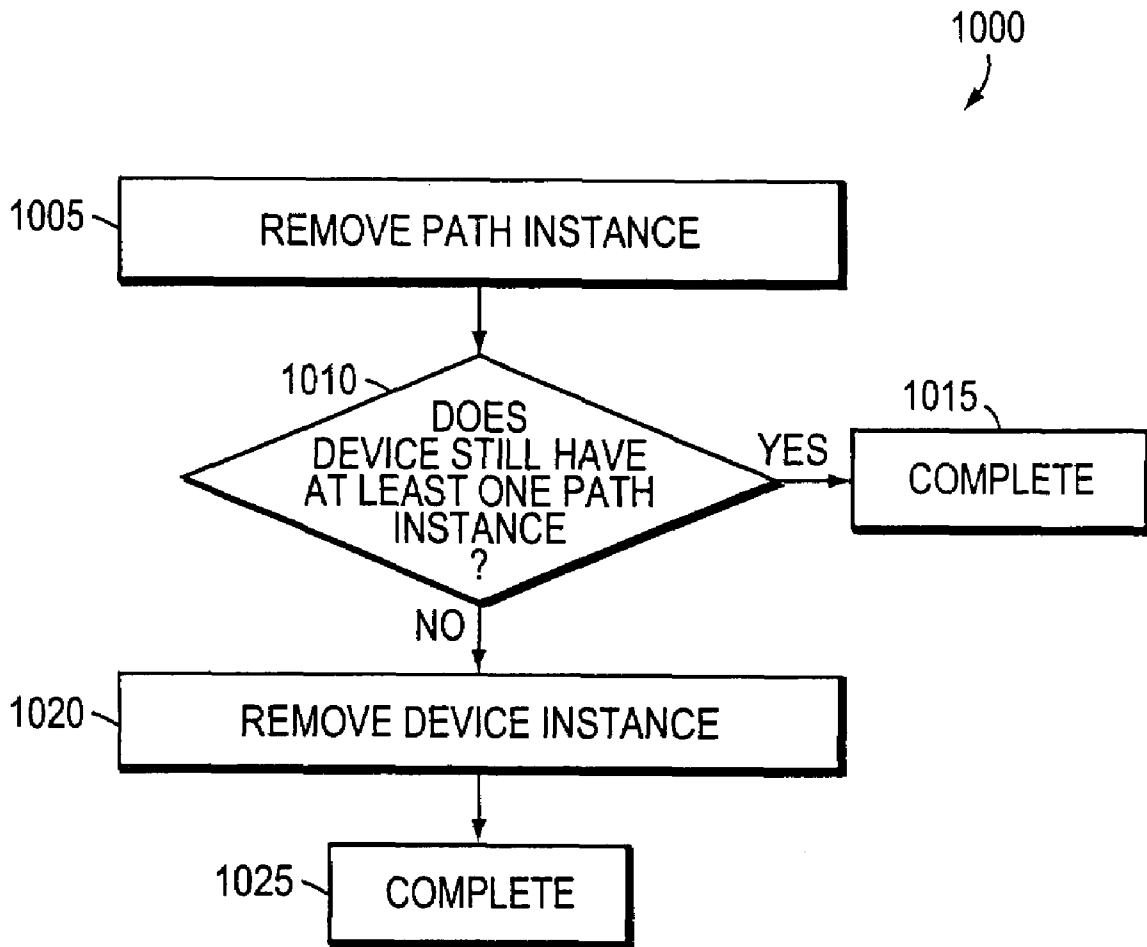 1000
1005
REMOVE PATH INSTANCE
1010
DOES
DEVICE STILL HAVE
AT LEAST ONE PATH
INSTANCE
?
YES
1015
COMPLETE
NO
1020
REMOVE DEVICE INSTANCE
1025
COMPLETE